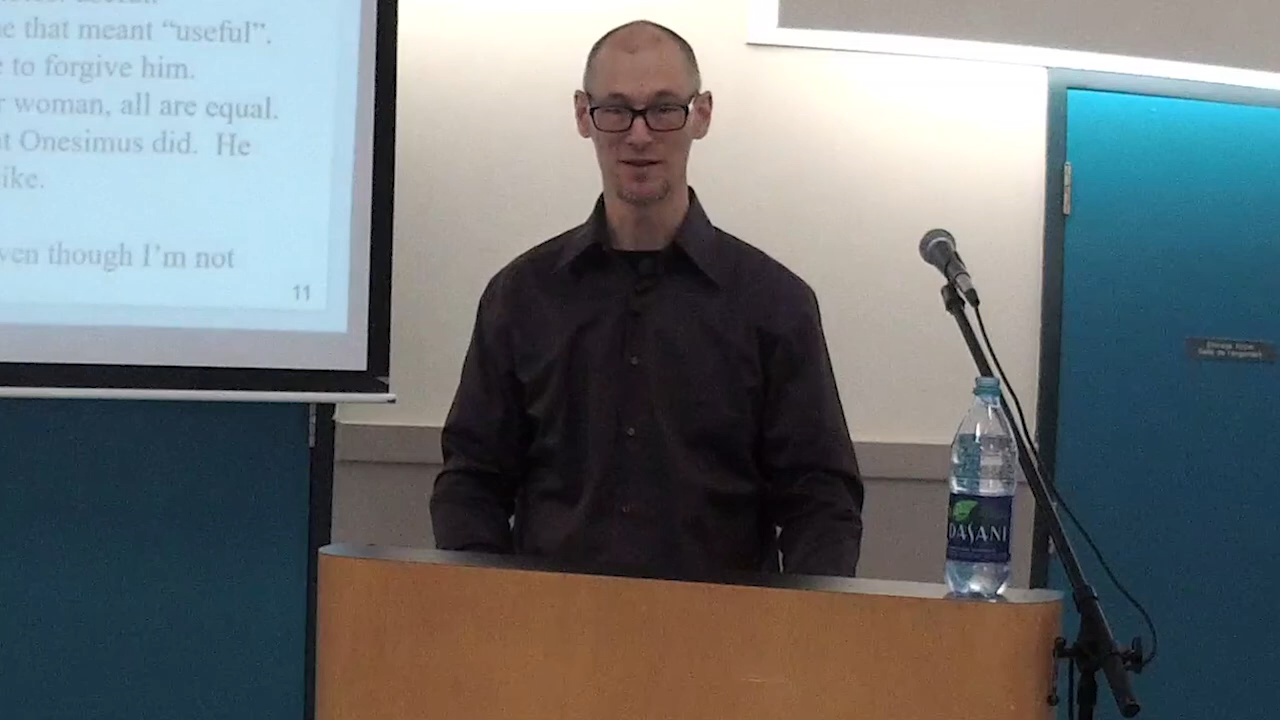 e that meant “useful”.
e to forgive him.
r woman, all are equal.
t Onesimus did.  He
ike.
ven though I’m not
11
DASANI